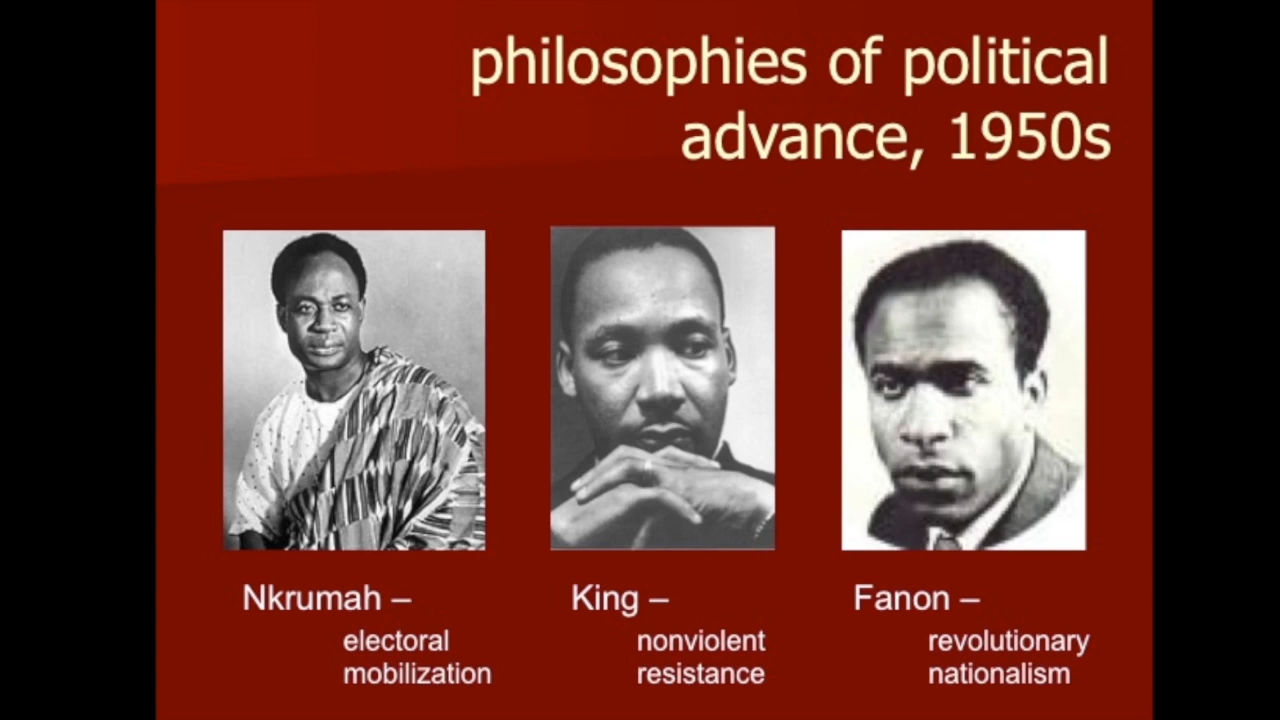 philosophies of political
advance, 1950s
Nkrumah –
electoral
mobilization
King –
nonviolent
resistance
Fanon –
revolutionary
nationalism